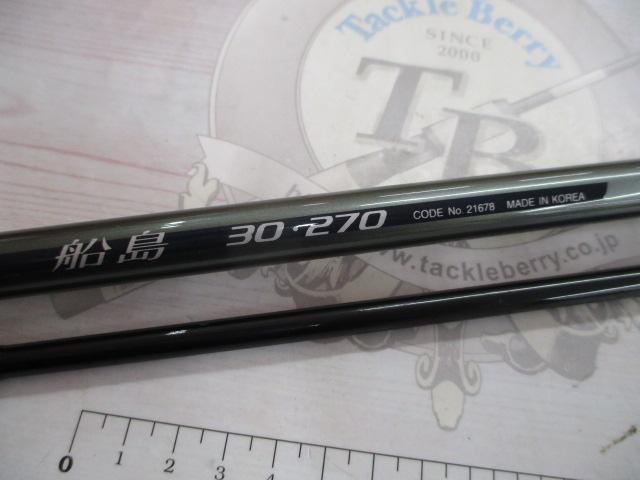 Tackle Berry
SINCE
2000
TB
船島 30-270 CODE No. 21678 MADE IN KOREA
www.tackleberry.co.jp
0 1 2 3 4 5